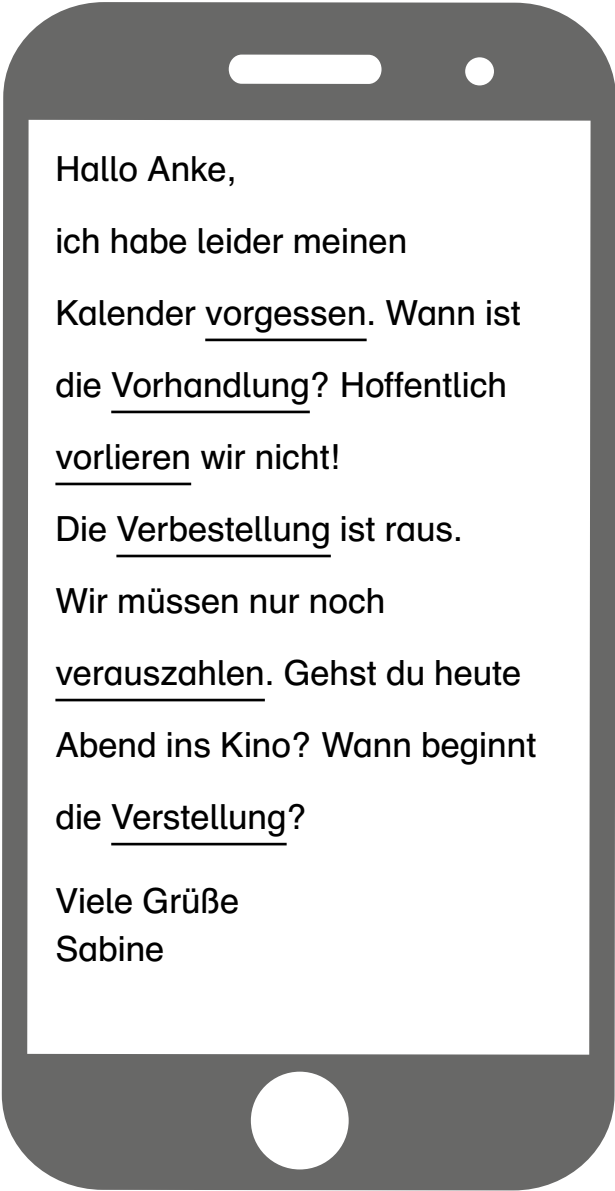 Hallo Anke,
ich habe leider meinen
Kalender vorgessen. Wann ist
die Vorhandlung? Hoffentlich
vorlieren wir nicht!
Die Verbestellung ist raus.
Wir müssen nur noch
verauszahlen. Gehst du heute
Abend ins Kino? Wann beginnt
die Verstellung?
Viele Grüße
Sabine